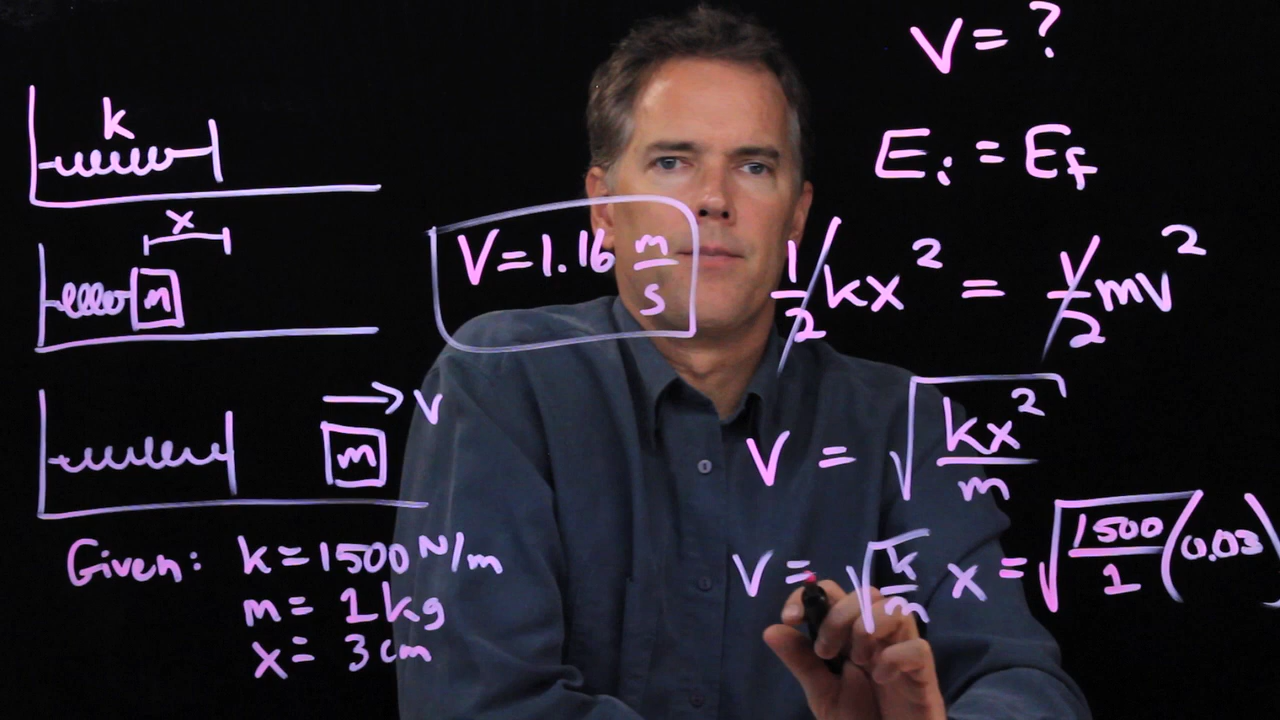 k
x
m
m
V
Given: k = 1500 N/m
m = 1 kg
x = 3 cm
V = 1.16 m/s
V = ?
Ei = Ef
1/2 kx² = 1/2 mv²
V = √(kx²/m)
V = √(k/m) x = √(1500/1) (0.03)